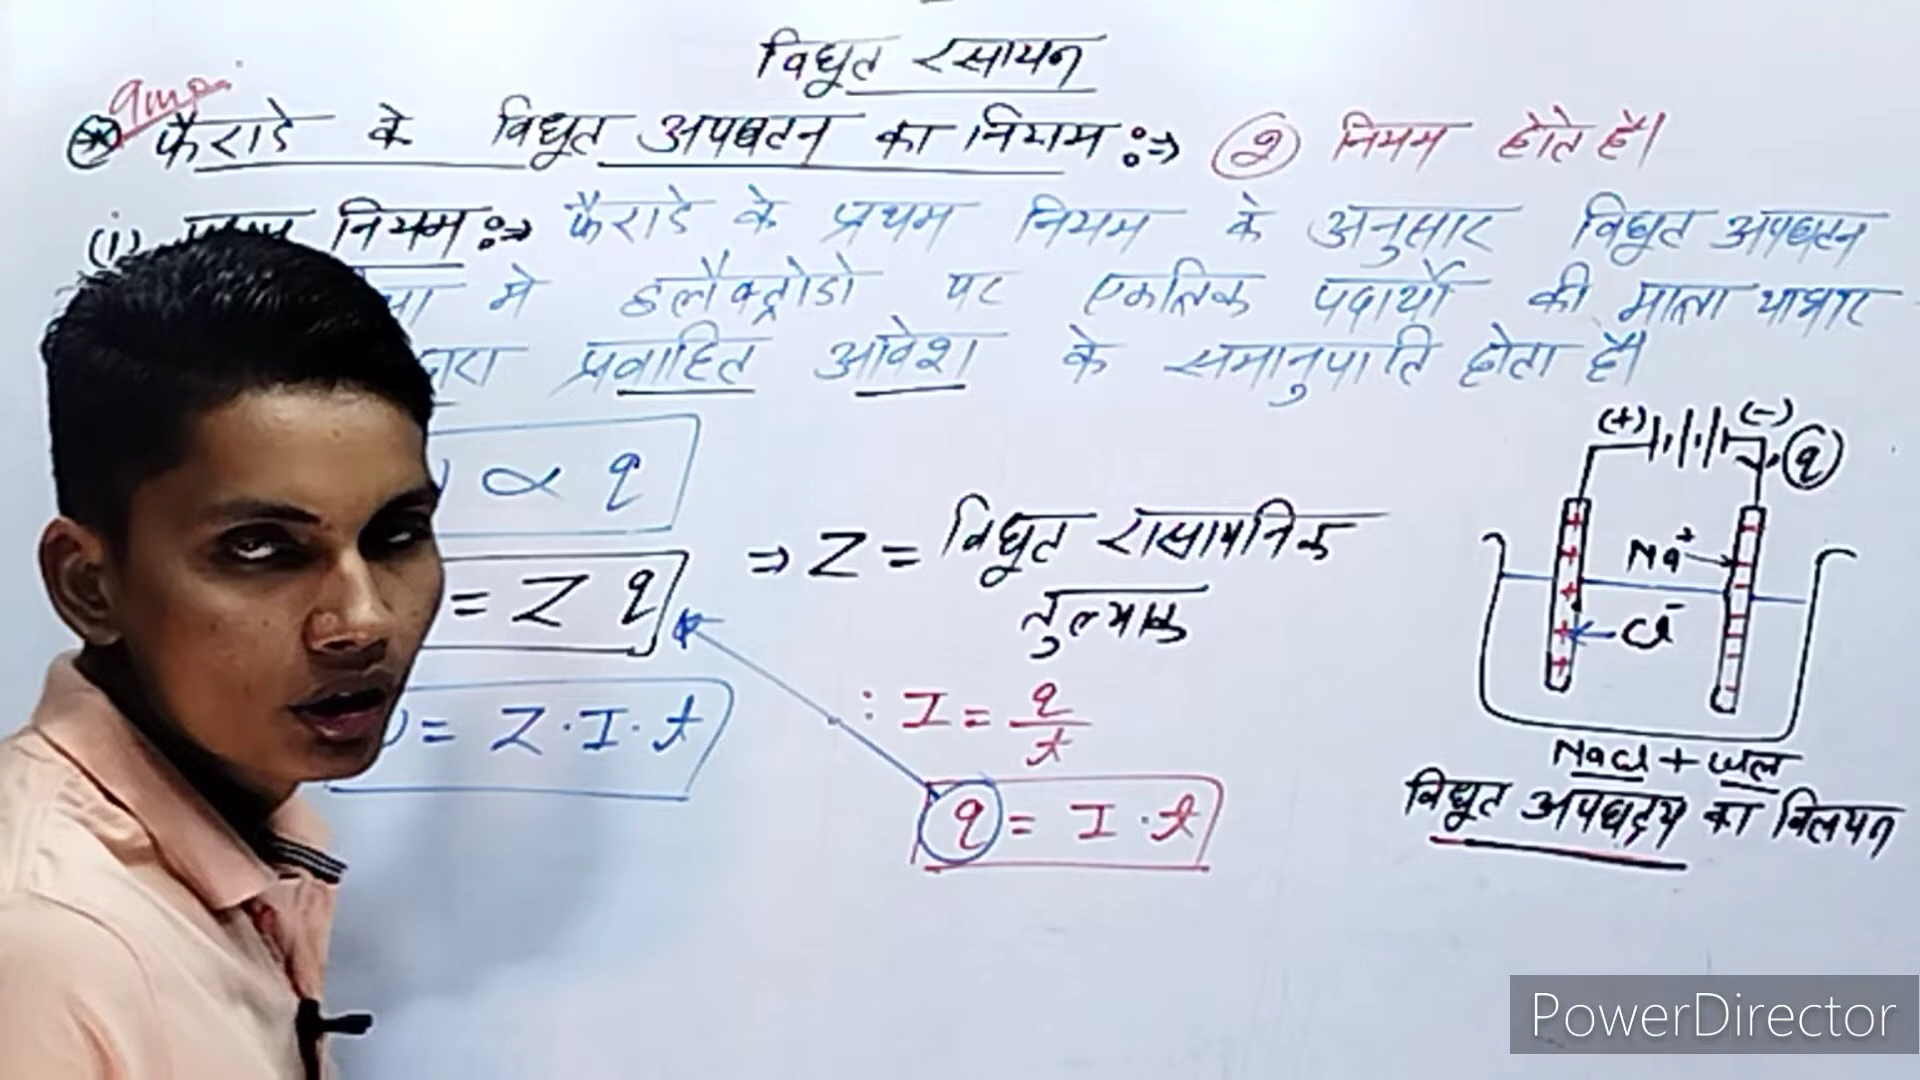 विद्युत रसायन
फैराडे के विद्युत अपघटन का नियम :→ (2) नियम होते है।
(i) नियम :→ फैराडे के प्रथम नियम के अनुसार विद्युत अपघटन
मे इलैक्ट्रोडो पर एकत्रित पदार्थो की मात्रा या भार
द्वारा प्रवाहित आवेश के समानुपाति होता है।
∝ q
= Z q
= Z · I · t
⇒ Z = विद्युत रासायनिक
तुल्यांक
: I = q/t
q = I · t
(+) (-) q
Na+
Cl-
NaCl + जल
विद्युत अपघट्य का विलयन
PowerDirector